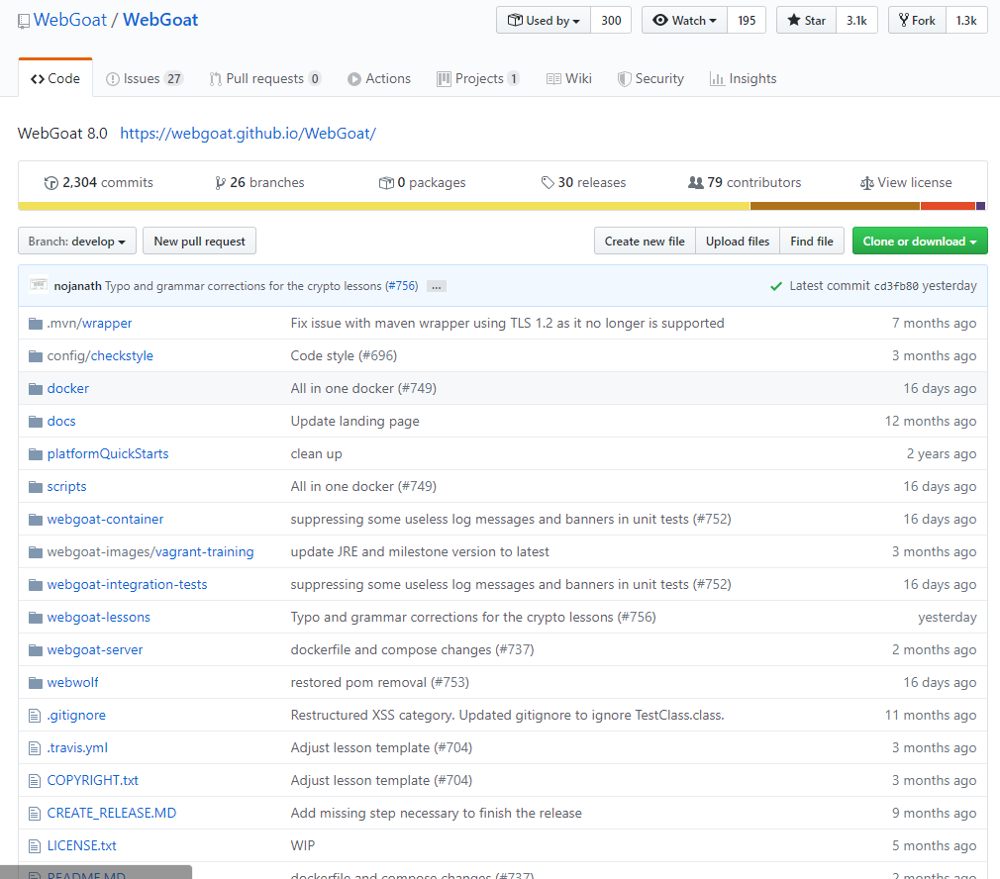 WebGoat / WebGoat Used by 300 Watch 195 Star 3.1k Fork 1.3k
Code Issues 27 Pull requests 0 Actions Projects 1 Wiki Security Insights
WebGoat 8.0 https://webgoat.github.io/WebGoat/
2,304 commits 26 branches 0 packages 30 releases 79 contributors View license
Branch: develop New pull request Create new file Upload files Find file Clone or download
nojanath Typo and grammar corrections for the crypto lessons (#756) ... Latest commit cd3fb80 yesterday
.mvn/wrapper Fix issue with maven wrapper using TLS 1.2 as it no longer is supported 7 months ago
config/checkstyle Code style (#696) 3 months ago
docker All in one docker (#749) 16 days ago
docs Update landing page 12 months ago
platformQuickStarts clean up 2 years ago
scripts All in one docker (#749) 16 days ago
webgoat-container suppressing some useless log messages and banners in unit tests (#752) 16 days ago
webgoat-images/vagrant-training update JRE and milestone version to latest 3 months ago
webgoat-integration-tests suppressing some useless log messages and banners in unit tests (#752) 16 days ago
webgoat-lessons Typo and grammar corrections for the crypto lessons (#756) yesterday
webgoat-server dockerfile and compose changes (#737) 2 months ago
webwolf restored pom removal (#753) 16 days ago
.gitignore Restructured XSS category. Updated gitignore to ignore TestClass.class. 11 months ago
.travis.yml Adjust lesson template (#704) 3 months ago
COPYRIGHT.txt Adjust lesson template (#704) 3 months ago
CREATE_RELEASE.MD Add missing step necessary to finish the release 9 months ago
LICENSE.txt WIP 5 months ago
README.MD dockerfile and compose changes (#737) 2 months ago